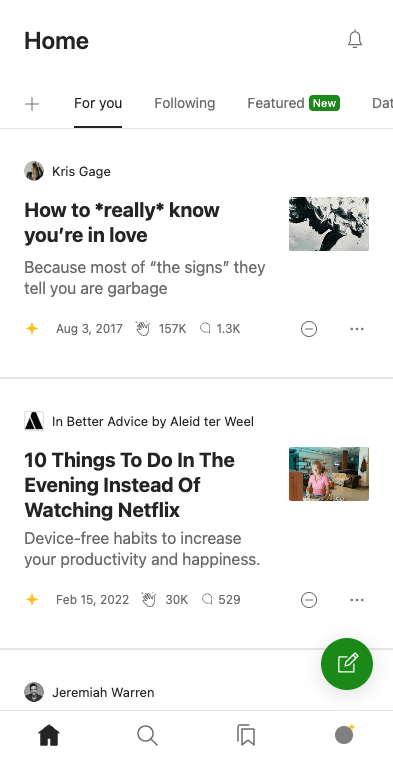 Home
For you Following Featured New Dat
Kris Gage
How to *really* know
you’re in love
Because most of “the signs” they
tell you are garbage
Aug 3, 2017 157K 1.3K
In Better Advice by Aleid ter Weel
10 Things To Do In The
Evening Instead Of
Watching Netflix
Device-free habits to increase
your productivity and happiness.
Feb 15, 2022 30K 529
Jeremiah Warren